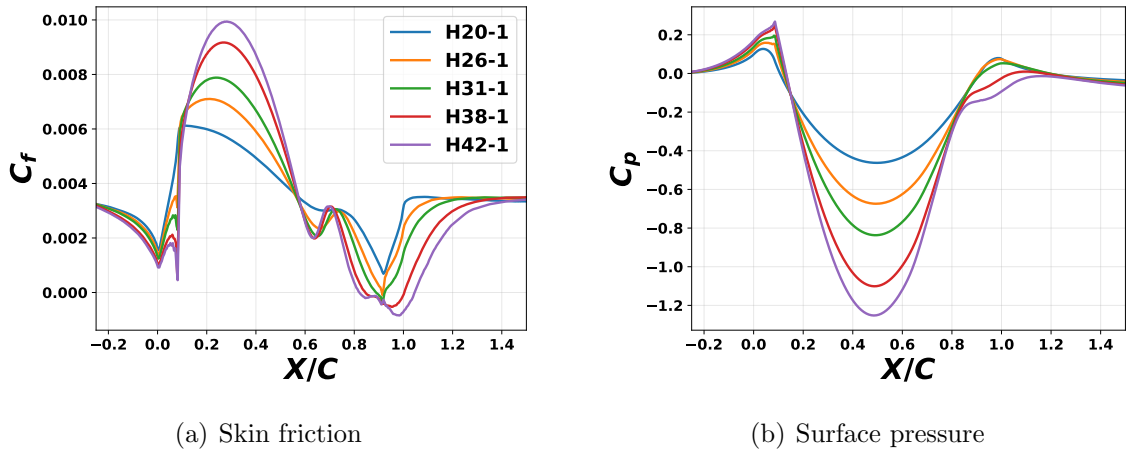 0.010
0.008
0.006
0.004
0.002
0.000
C_f
−0.2 0.0 0.2 0.4 0.6 0.8 1.0 1.2 1.4
X/C
H20-1
H26-1
H31-1
H38-1
H42-1
(a) Skin friction
0.2
0.0
−0.2
−0.4
−0.6
−0.8
−1.0
−1.2
C_p
−0.2 0.0 0.2 0.4 0.6 0.8 1.0 1.2 1.4
X/C
(b) Surface pressure